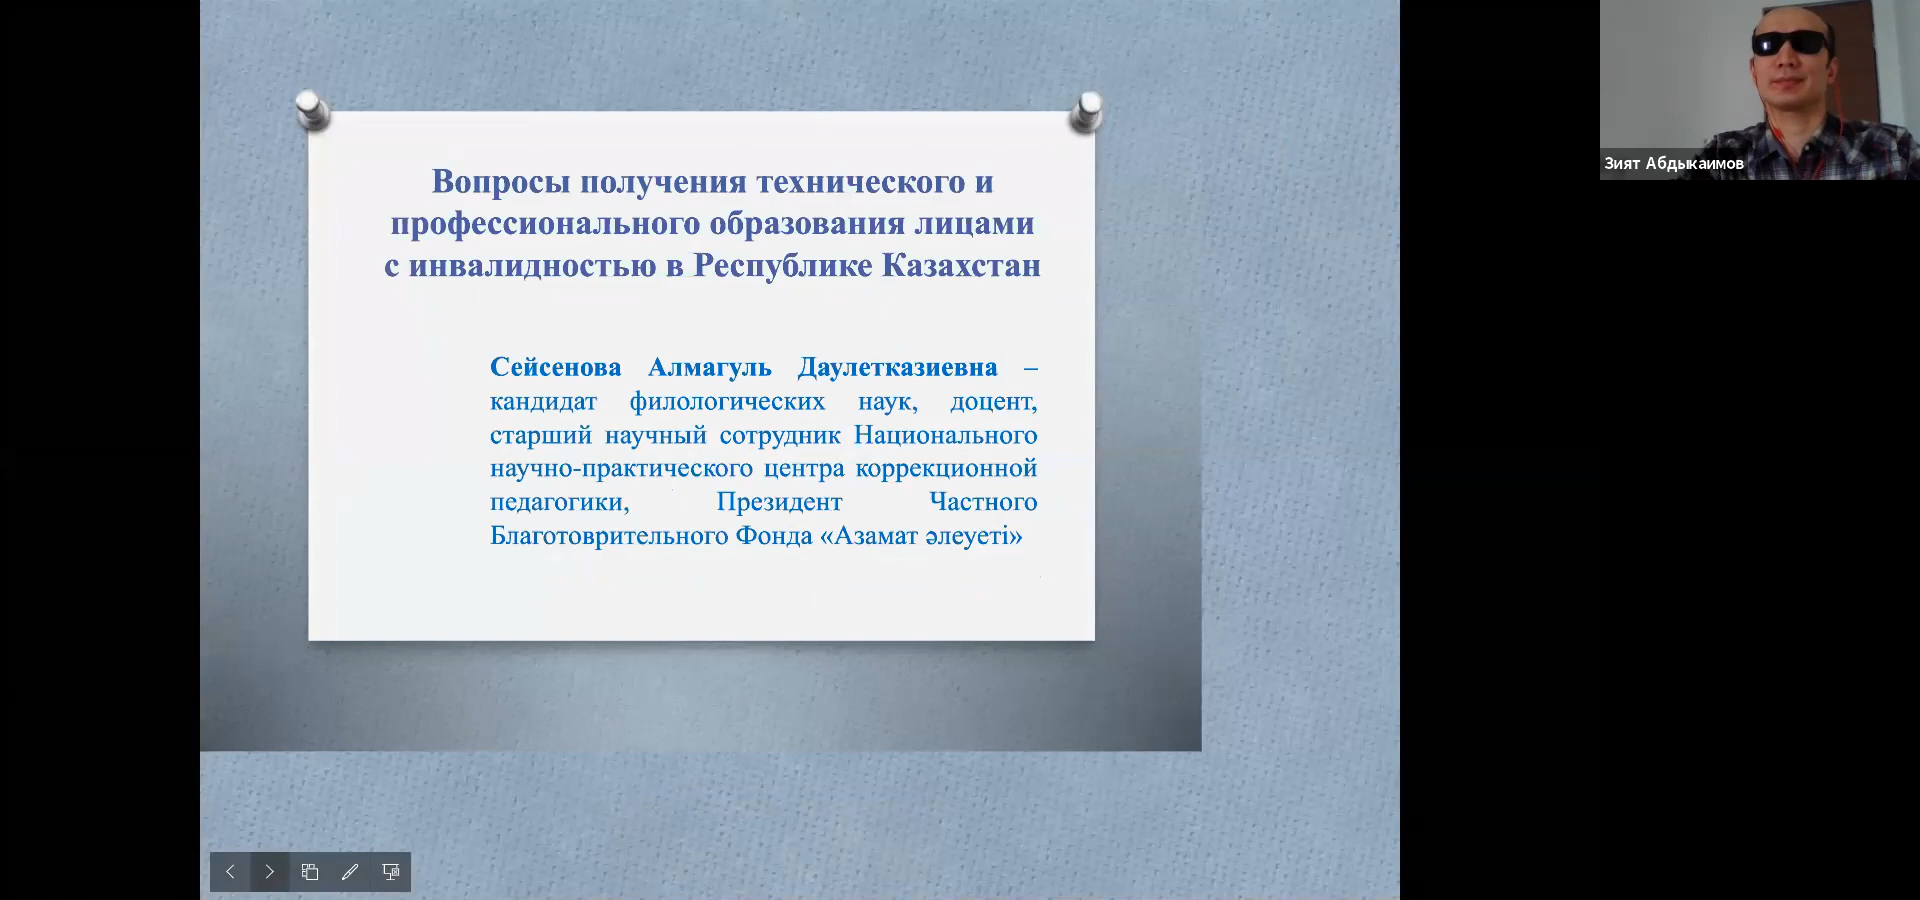 Вопросы получения технического и
профессионального образования лицами
с инвалидностью в Республике Казахстан
Сейсенова Алмагуль Даулетказиевна –
кандидат филологических наук, доцент,
старший научный сотрудник Национального
научно-практического центра коррекционной
педагогики, Президент Частного
Благотоврительного Фонда «Азамат әлеуеті»
Зият Абдыкаимов